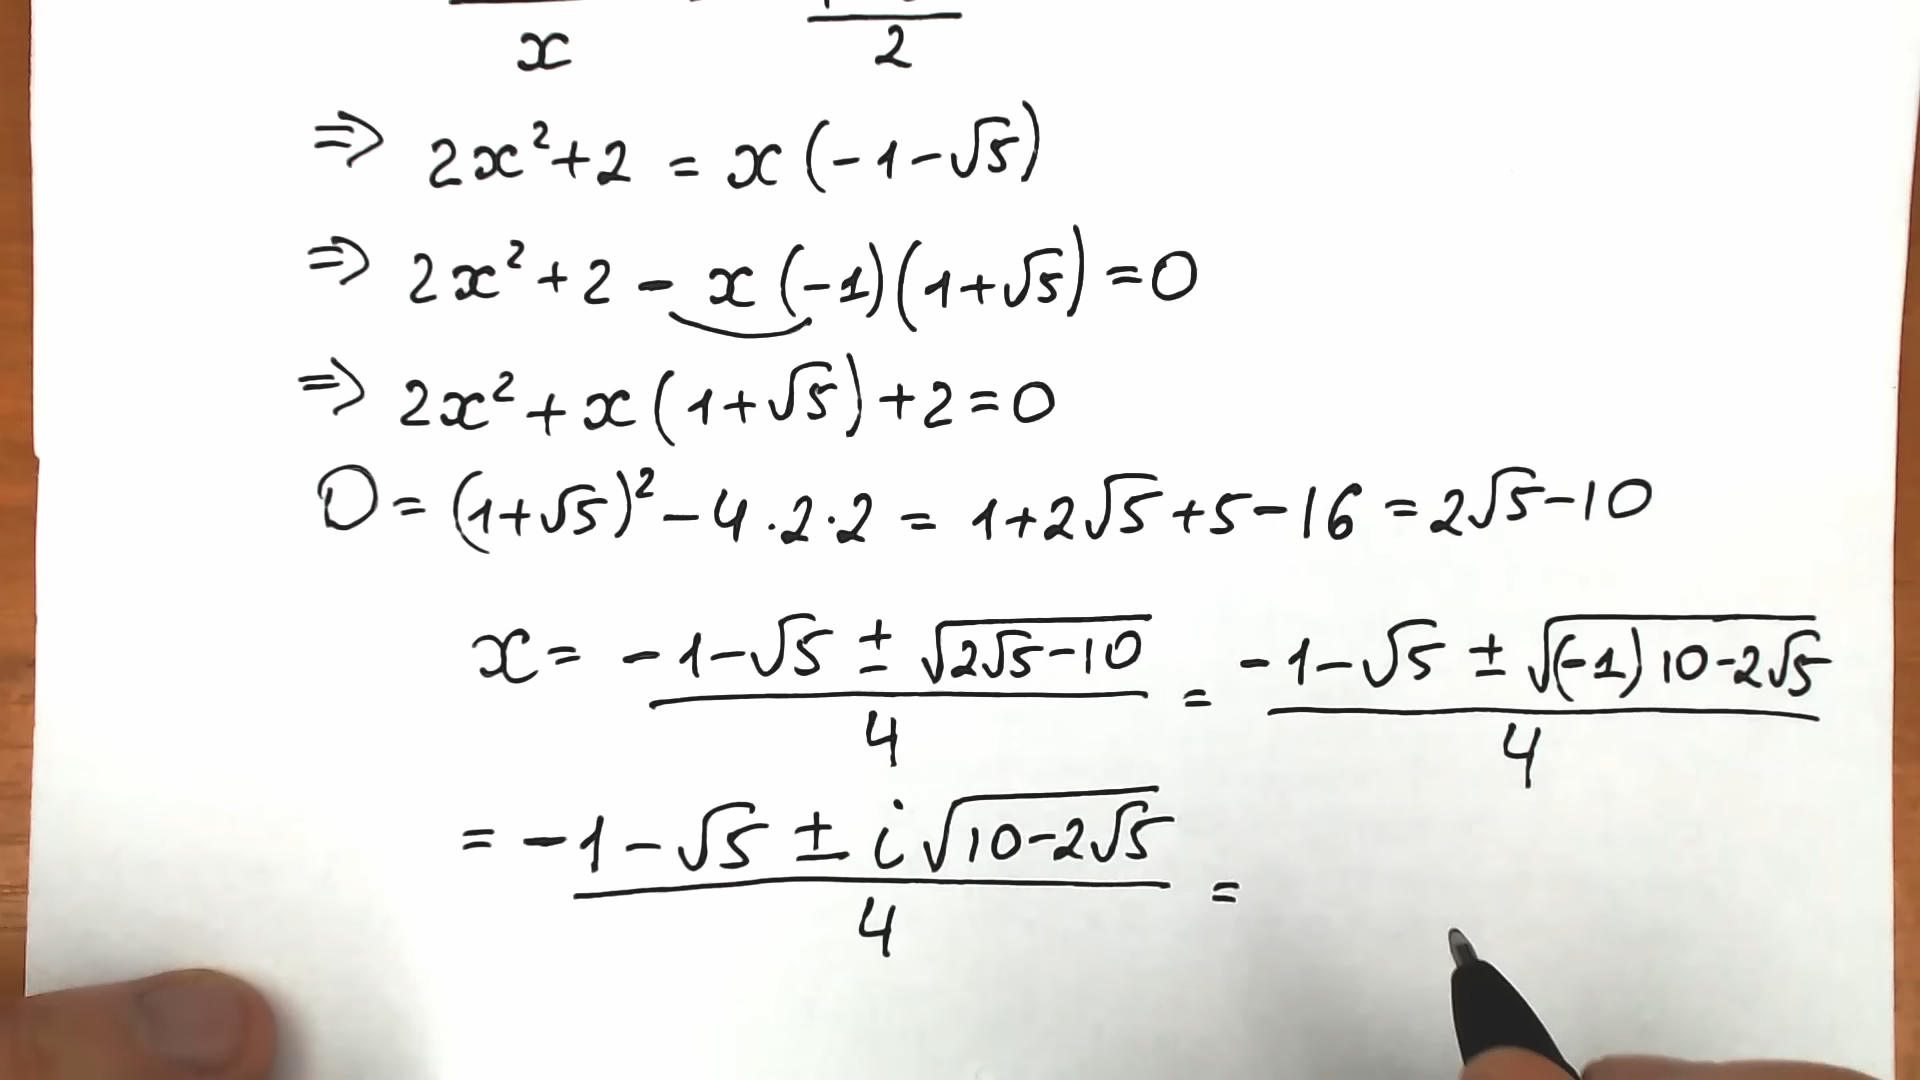 x 2
⇒ 2x²+2 = x(-1-√5)
⇒ 2x²+2 - x(-1)(1+√5)=0
⇒ 2x²+x(1+√5)+2=0
D=(1+√5)²-4·2·2 = 1+2√5+5-16=2√5-10
x= (-1-√5 ± √(2√5-10))/4 = (-1-√5 ± √((-1)10-2√5))/4
= (-1-√5 ± i√(10-2√5))/4 =